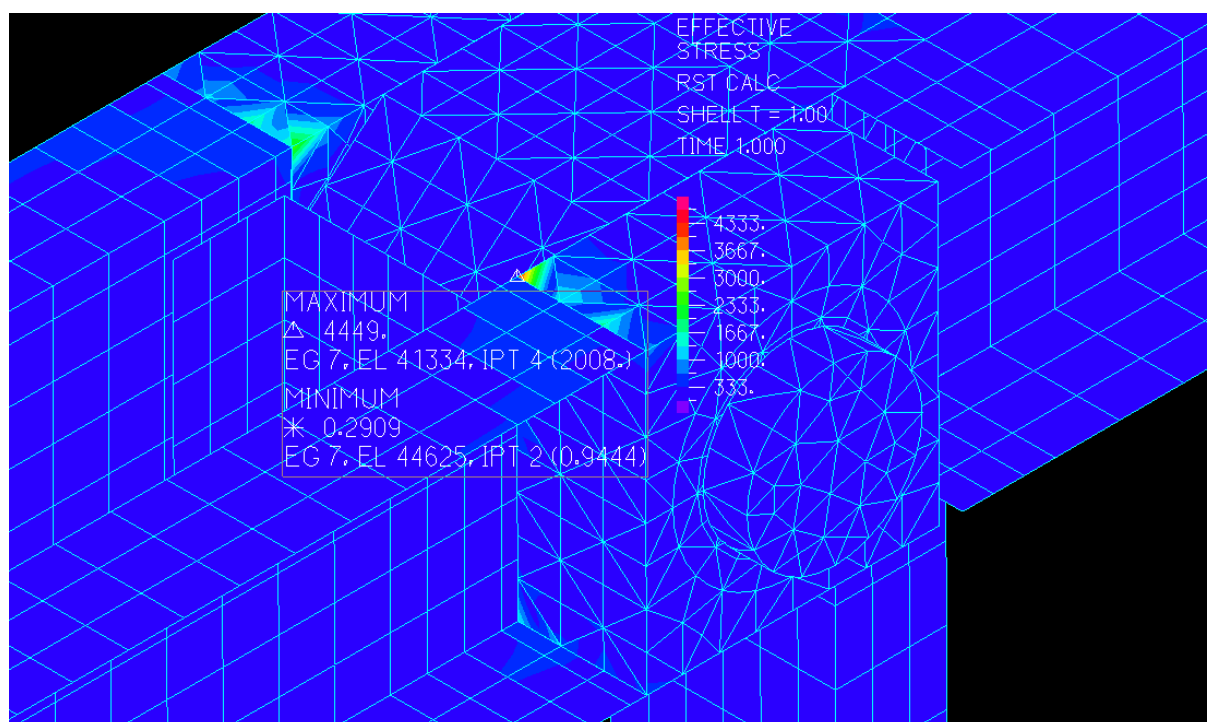 EFFECTIVE
STRESS
RST CALC
SHELL T = 1.00
TIME 1.000
4333.
3667.
3000.
2333.
1667.
1000.
333.
MAXIMUM
△ 4449.
EG 7, EL 41334, IPT 4 (2008.)
MINIMUM
✳ 0.2909
EG 7, EL 44625, IPT 2 (0.9444)